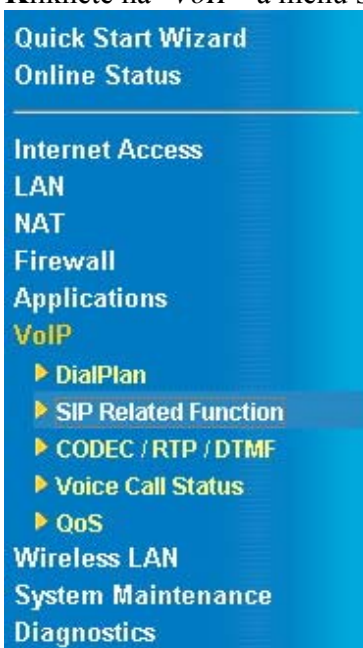 Quick Start Wizard
Online Status
Internet Access
LAN
NAT
Firewall
Applications
VoIP
DialPlan
SIP Related Function
CODEC / RTP / DTMF
Voice Call Status
QoS
Wireless LAN
System Maintenance
Diagnostics